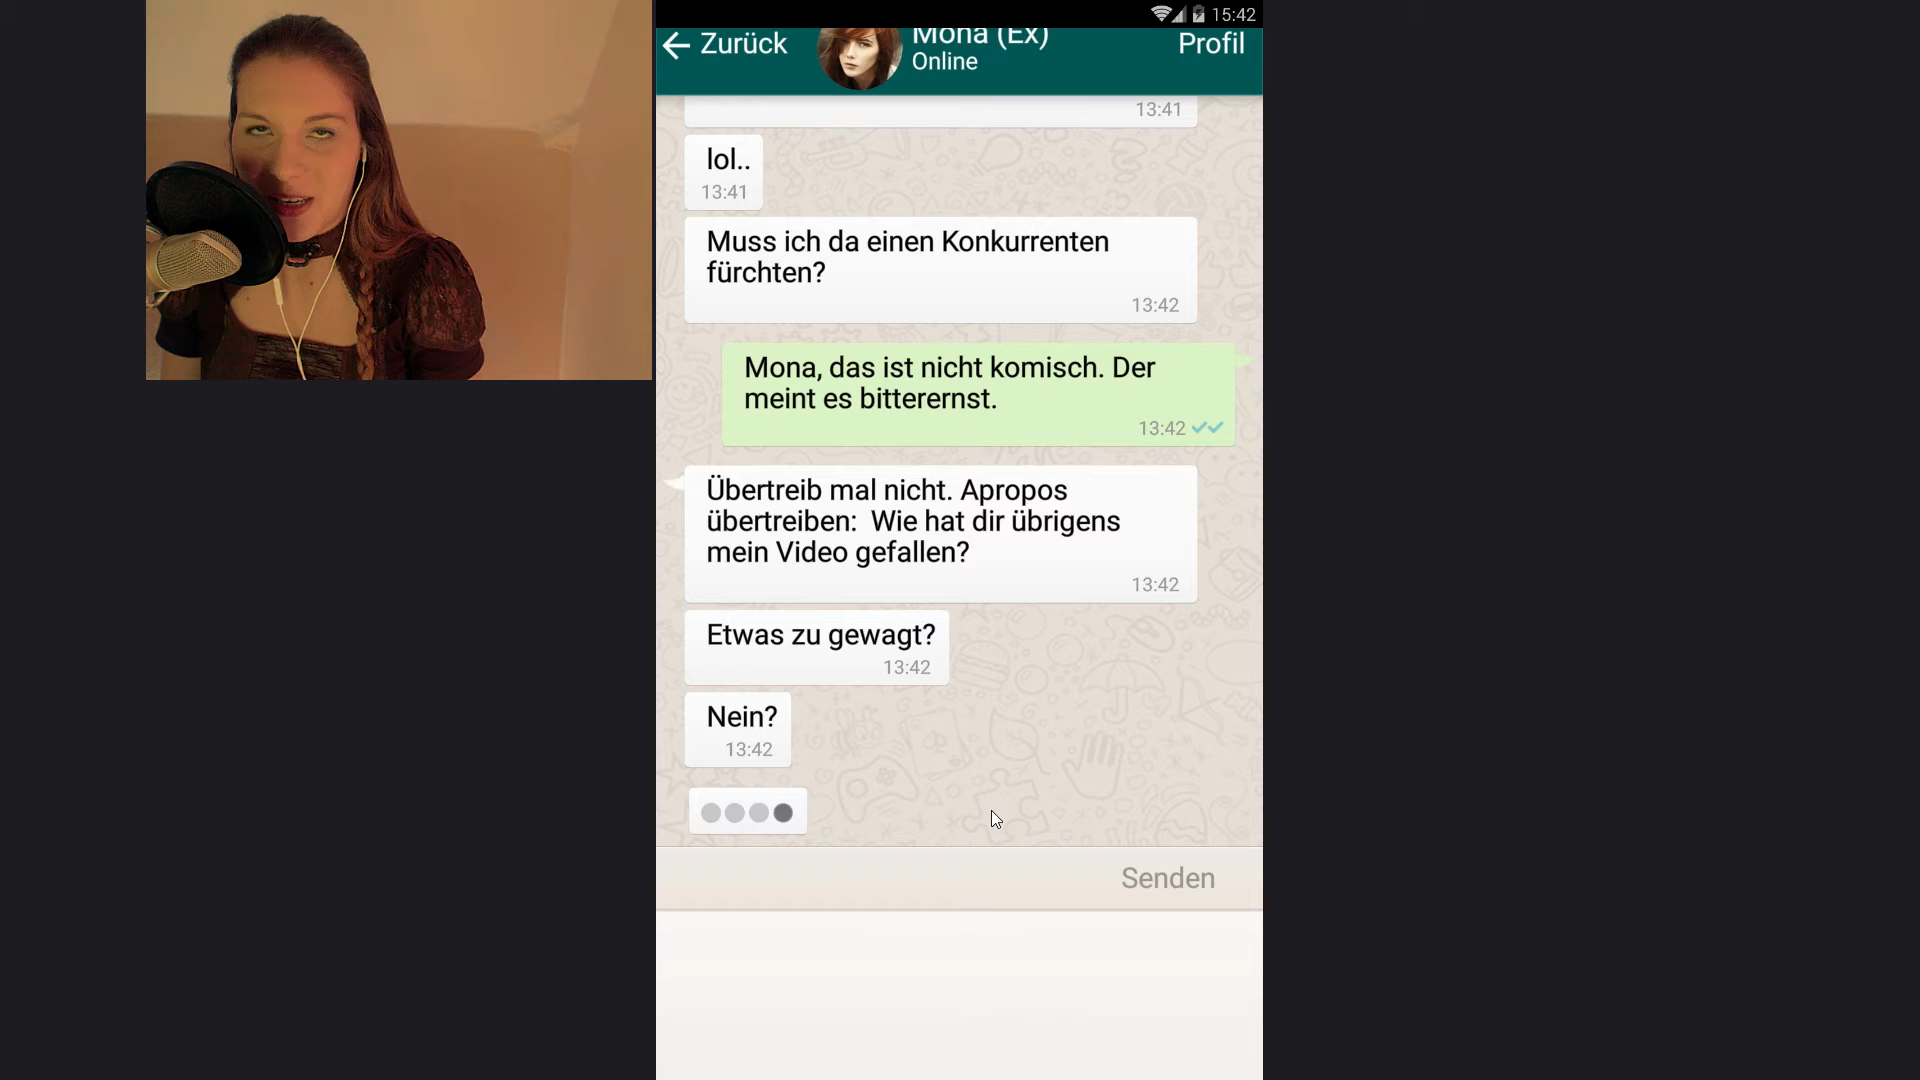 15:42
Zurück
Mona (Ex)
Online
Profil
13:41
lol..
13:41
Muss ich da einen Konkurrenten
fürchten?
13:42
Mona, das ist nicht komisch. Der
meint es bitterernst.
13:42
Übertreib mal nicht. Apropos
übertreiben:  Wie hat dir übrigens
mein Video gefallen?
13:42
Etwas zu gewagt?
13:42
Nein?
13:42
Senden